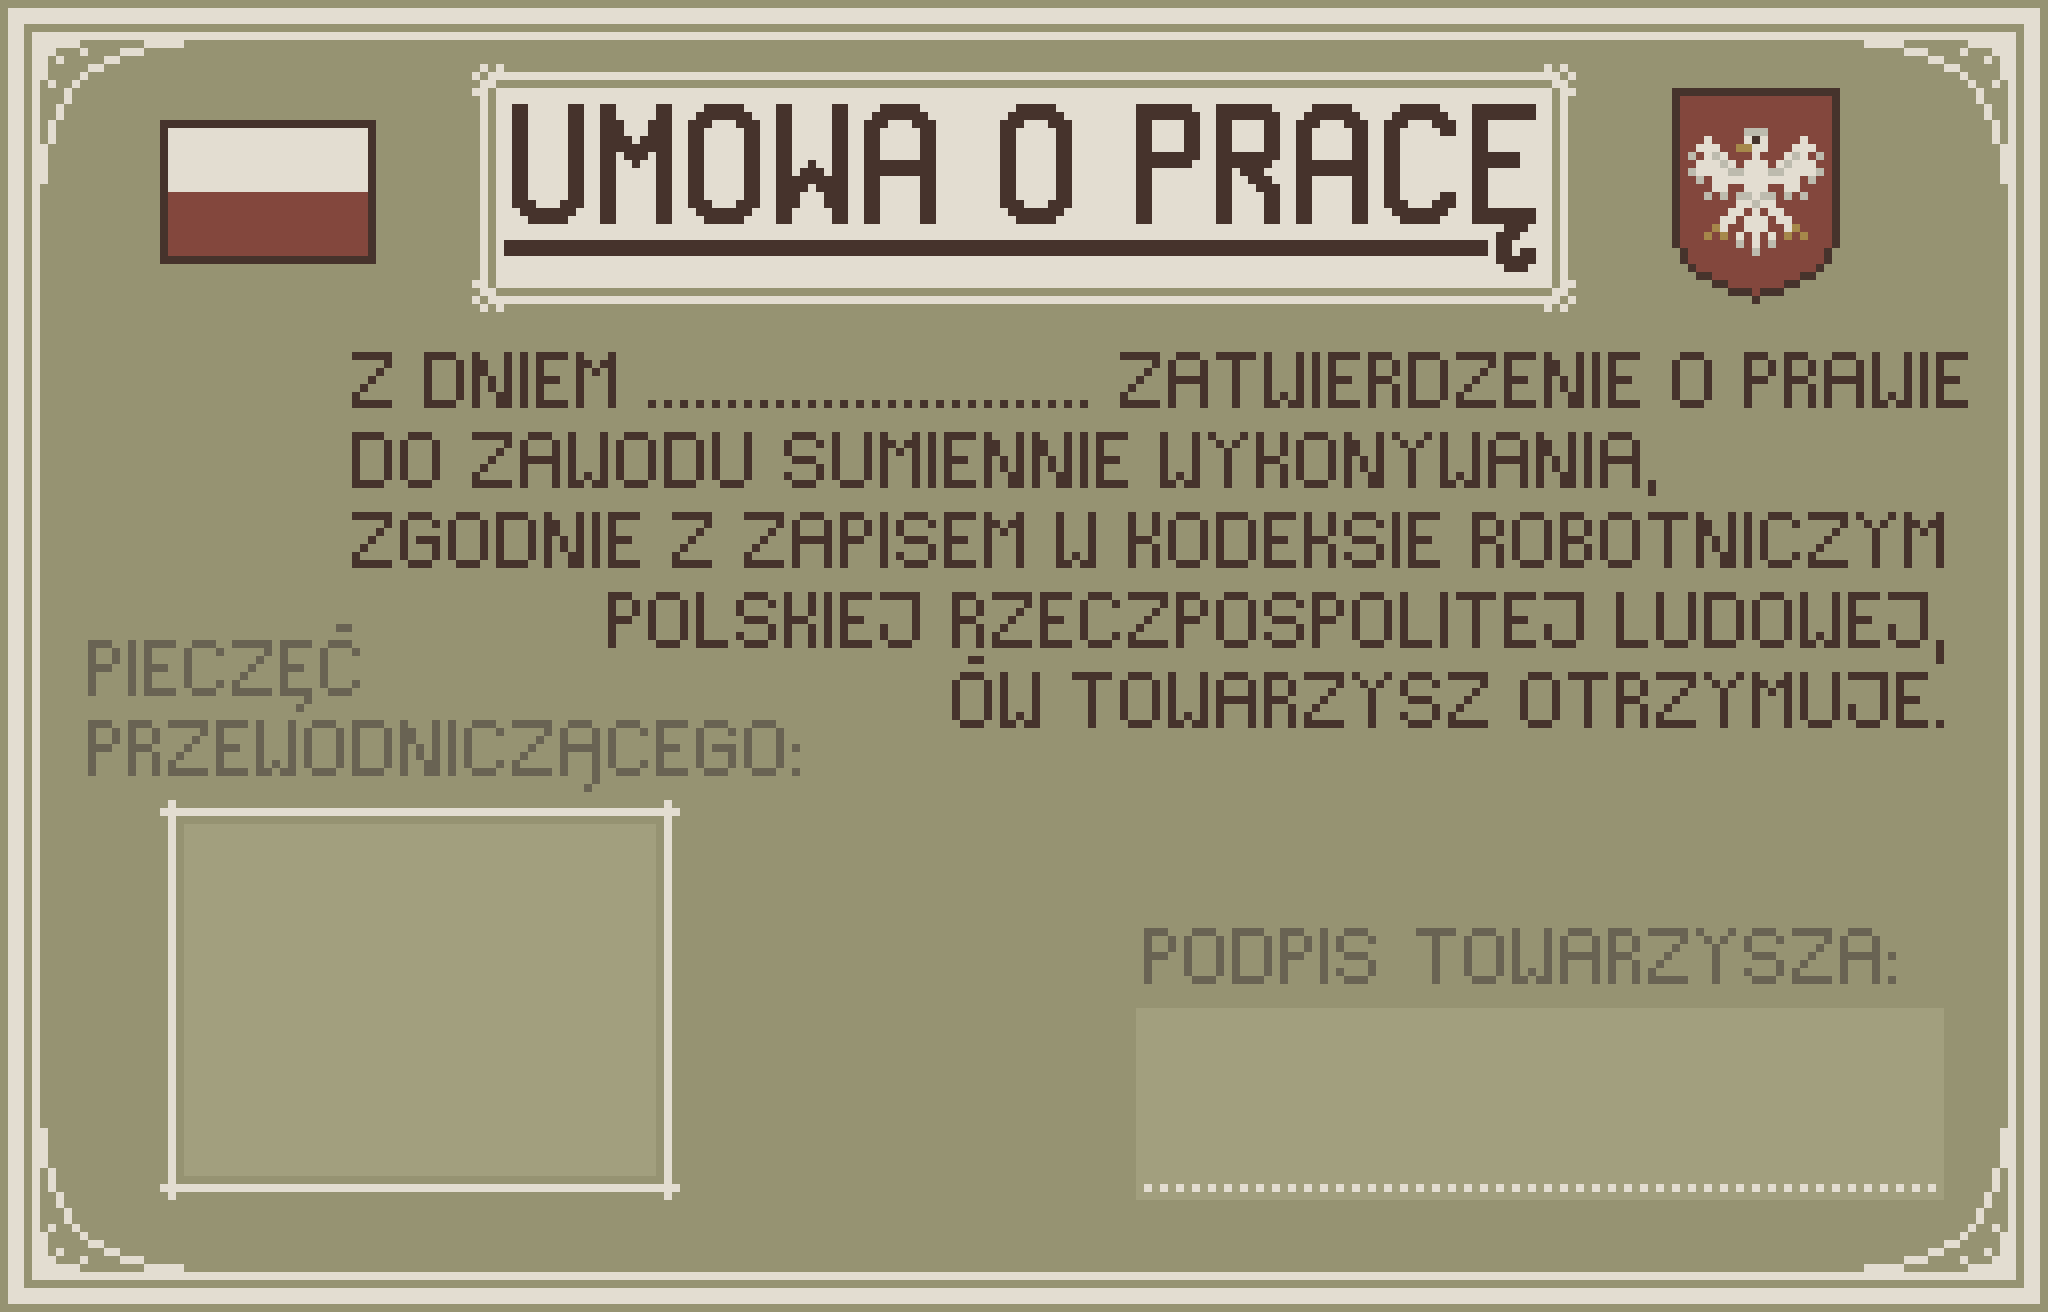 UMOWA O PRACĘ
Z DNIEM ............................ ZATWIERDZENIE O PRAWIE
DO ZAWODU SUMIENNIE WYKONYWANIA,
ZGODNIE Z ZAPISEM W KODEKSIE ROBOTNICZYM
POLSKIEJ RZECZPOSPOLITEJ LUDOWEJ,
ÓW TOWARZYSZ OTRZYMUJE.
PIECZĘĆ
PRZEWODNICZĄCEGO:
PODPIS TOWARZYSZA: